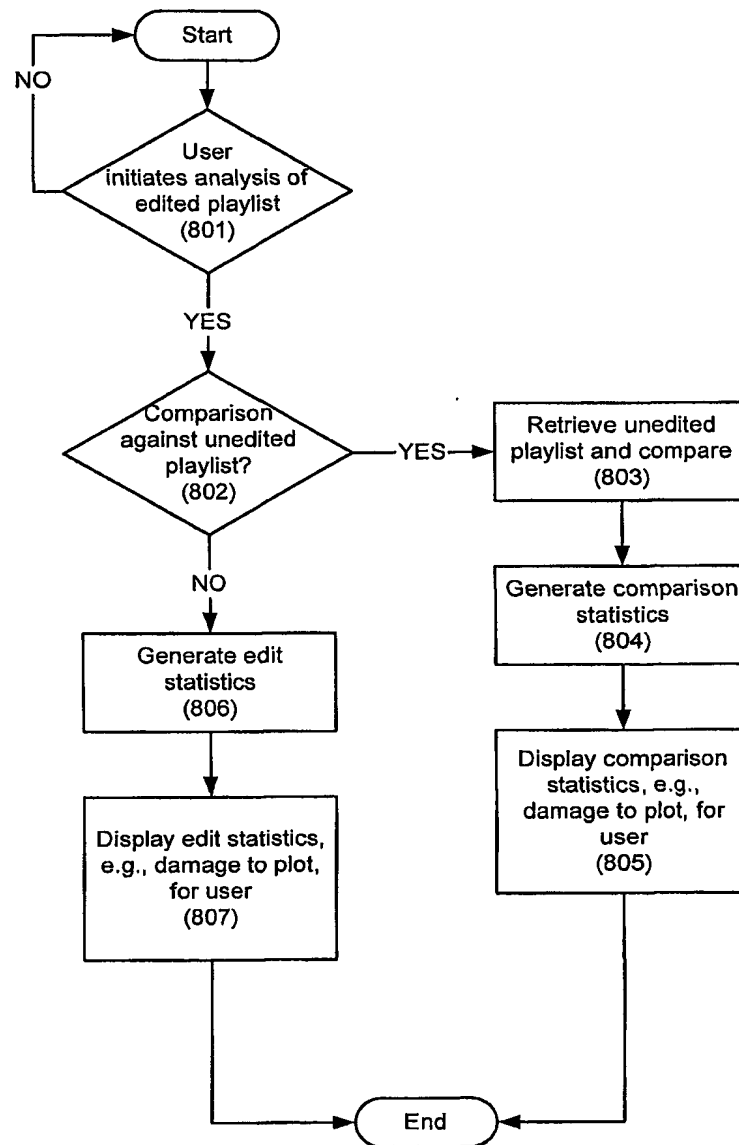 Start
NO
User
initiates analysis of
edited playlist
(801)
YES
Comparison
against unedited
playlist?
(802)
YES
Retrieve unedited
playlist and compare
(803)
NO
Generate comparison
statistics
(804)
Generate edit
statistics
(806)
Display comparison
statistics, e.g.,
damage to plot, for
user
(805)
Display edit statistics,
e.g., damage to plot,
for user
(807)
End